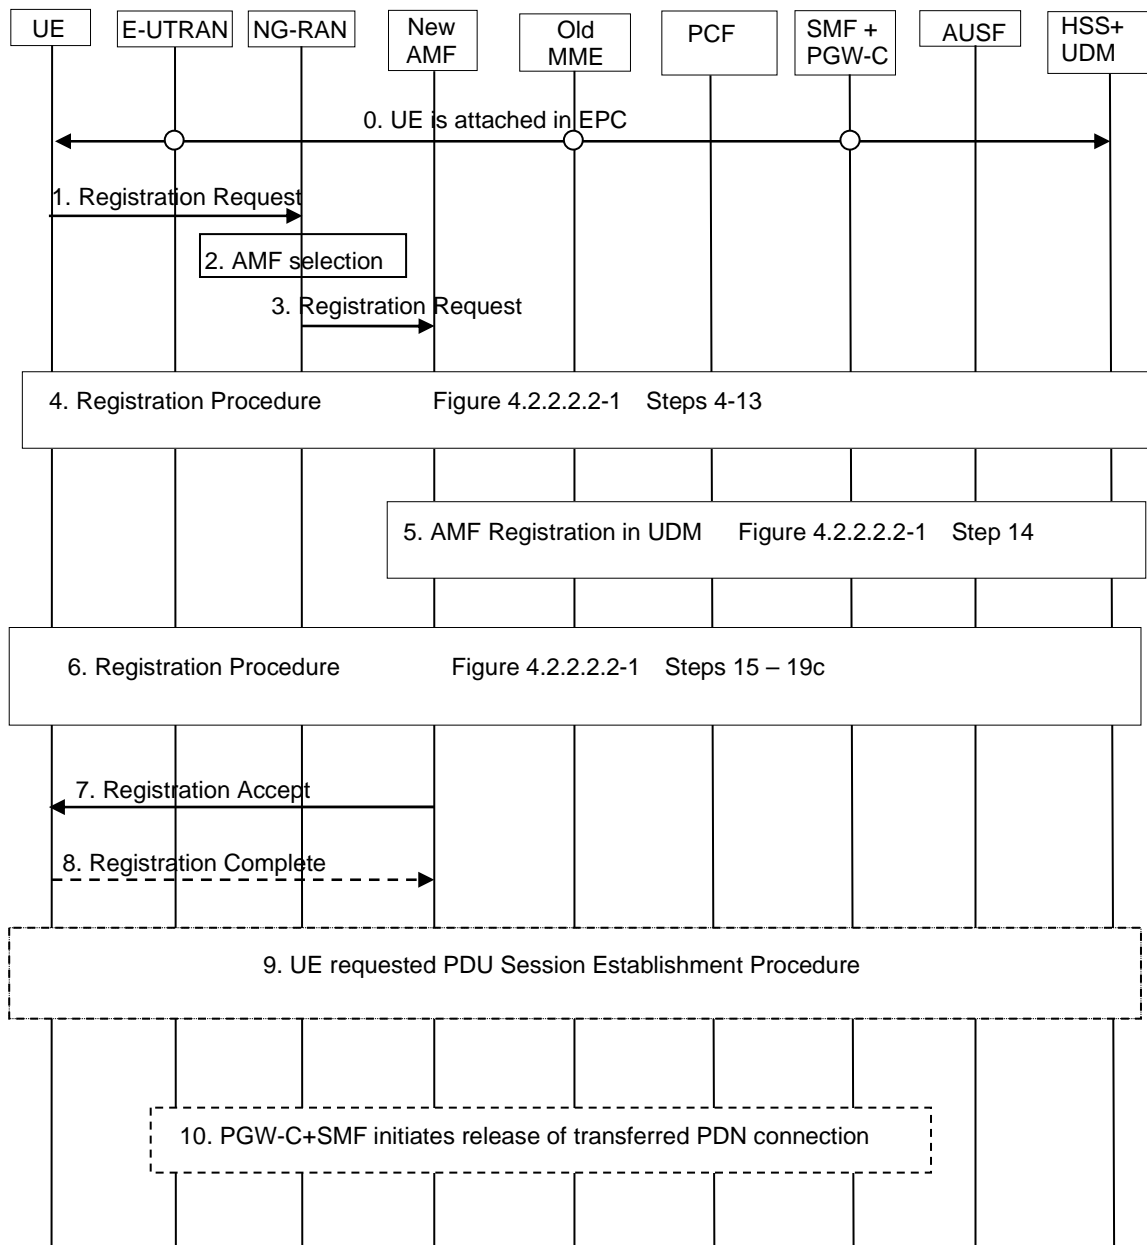 UE
E-UTRAN
NG-RAN
New
AMF
Old
MME
PCF
SMF +
PGW-C
AUSF
HSS+
UDM
0. UE is attached in EPC
1. Registration Request
2. AMF selection
3. Registration Request
4. Registration Procedure Figure 4.2.2.2.2-1 Steps 4-13
5. AMF Registration in UDM Figure 4.2.2.2.2-1 Step 14
6. Registration Procedure Figure 4.2.2.2.2-1 Steps 15 – 19c
7. Registration Accept
8. Registration Complete
9. UE requested PDU Session Establishment Procedure
10. PGW-C+SMF initiates release of transferred PDN connection